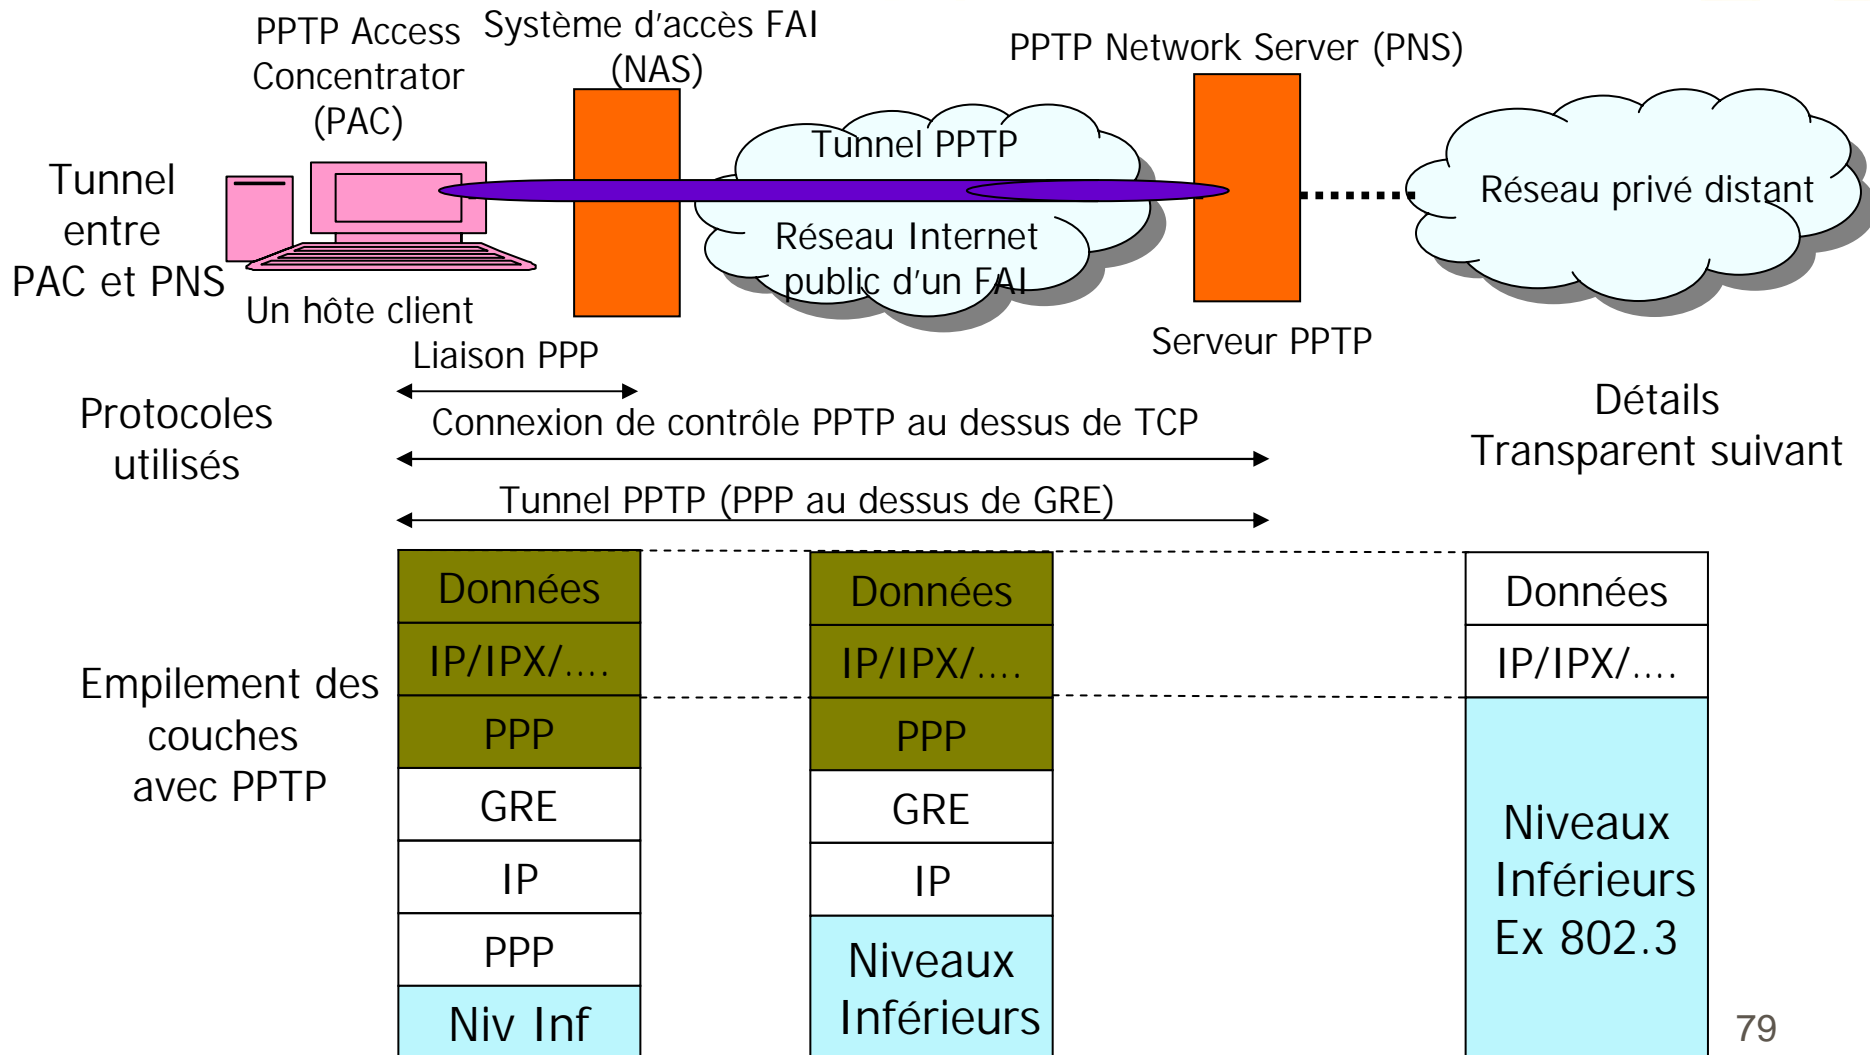 PPTP Access
Concentrator
(PAC)
Système d'accès FAI
(NAS)
PPTP Network Server (PNS)
Tunnel
entre
PAC et PNS
Tunnel PPTP
Réseau Internet
public d'un FAI
Réseau privé distant
Un hôte client
Serveur PPTP
Liaison PPP
Protocoles
utilisés
Connexion de contrôle PPTP au dessus de TCP
Tunnel PPTP (PPP au dessus de GRE)
Détails
Transparent suivant
Empilement des
couches
avec PPTP
Données
IP/IPX/....
PPP
GRE
IP
PPP
Niv Inf
Données
IP/IPX/....
PPP
GRE
IP
Niveaux
Inférieurs
Données
IP/IPX/....
Niveaux
Inférieurs
Ex 802.3
79